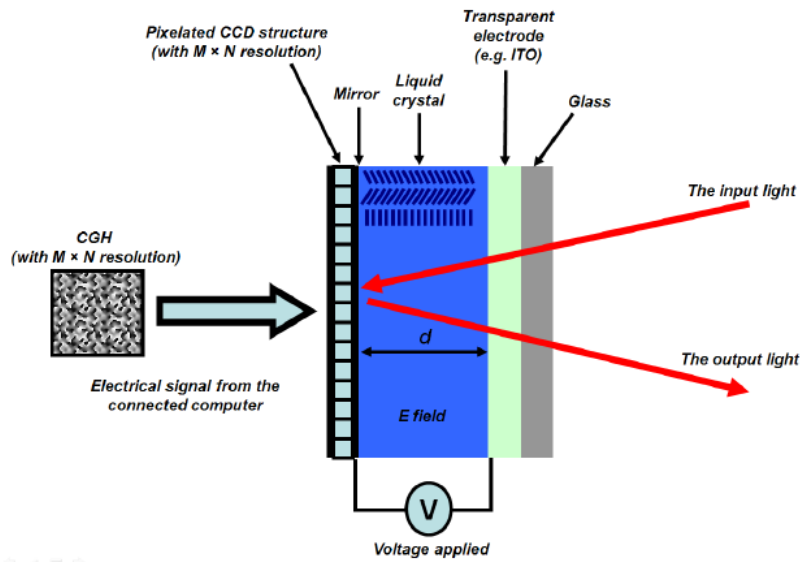 Pixelated CCD structure
(with M × N resolution)
Transparent
electrode
(e.g. ITO)
Mirror
Liquid
crystal
Glass
The input light
CGH
(with M × N resolution)
d
The output light
Electrical signal from the
connected computer
E field
V
Voltage applied